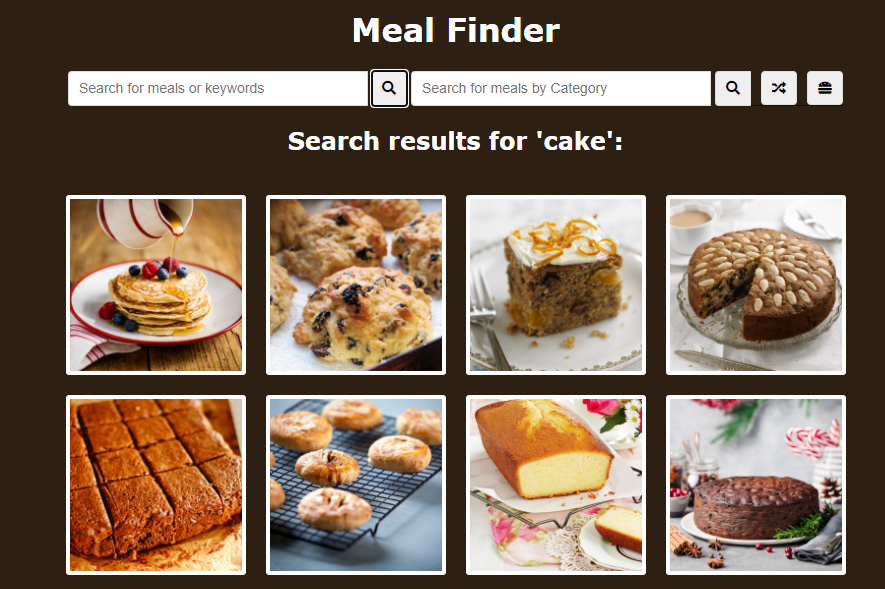 Meal Finder
Search for meals or keywords
Search for meals by Category
Search results for 'cake':